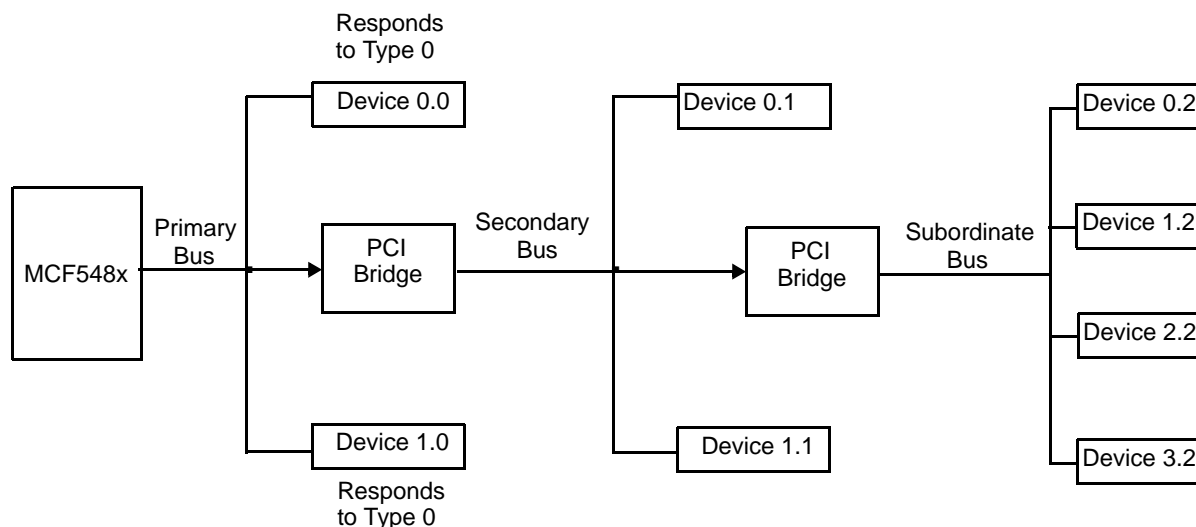 Responds
to Type 0
Device 0.0
Device 0.1
Device 0.2
MCF548x
Primary
Bus
PCI
Bridge
Secondary
Bus
PCI
Bridge
Subordinate
Bus
Device 1.2
Device 2.2
Device 1.0
Device 1.1
Device 3.2
Responds
to Type 0